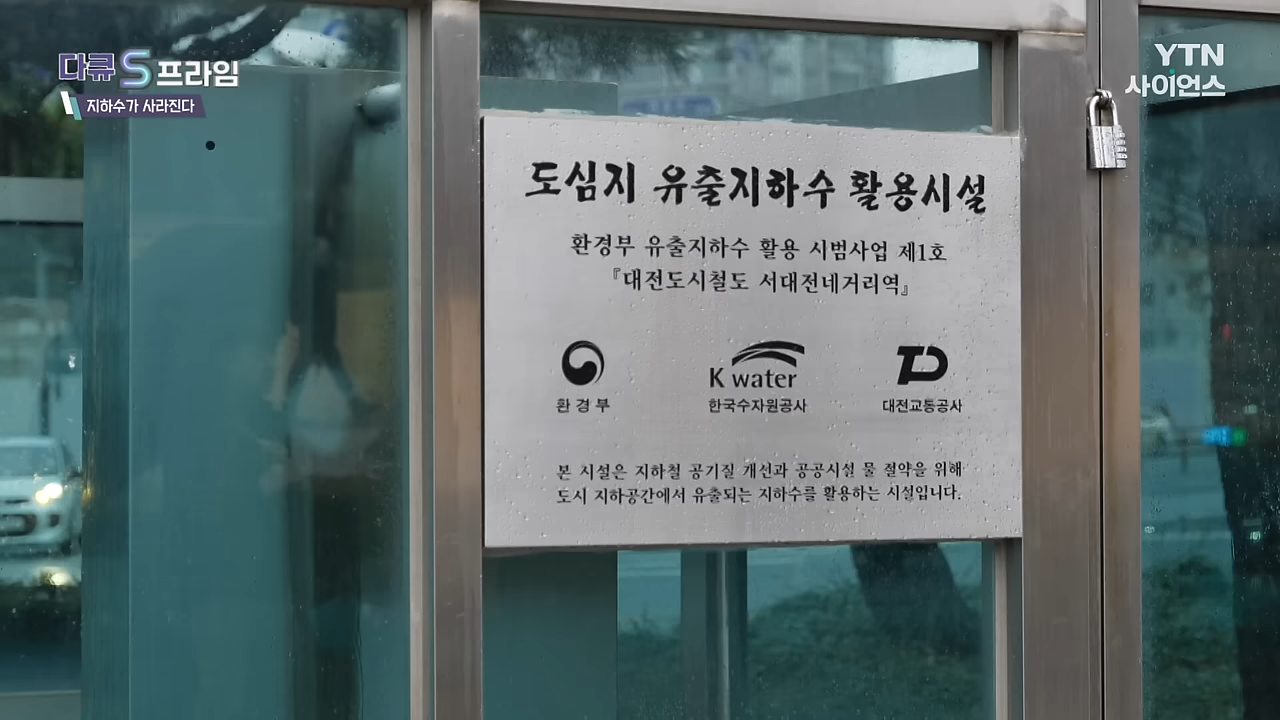 다큐 S 프라임
지하수가 사라진다
YTN
사이언스
도심지 유출지하수 활용시설
환경부 유출지하수 활용 시범사업 제1호
『대전도시철도 서대전네거리역』
환경부
K water
한국수자원공사
대전교통공사
본 시설은 지하철 공기질 개선과 공공시설 물 절약을 위해
도시 지하공간에서 유출되는 지하수를 활용하는 시설입니다.